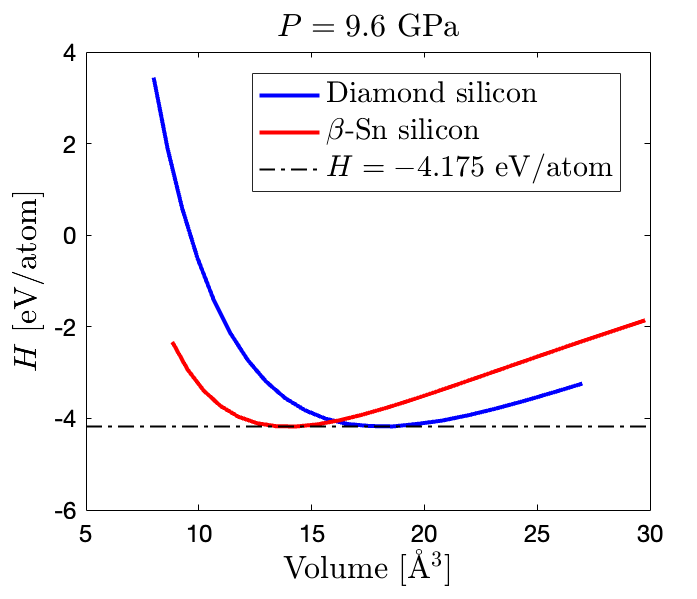 P = 9.6 GPa
4
2
0
-2
-4
-6
H [eV/atom]
Diamond silicon
β-Sn silicon
H = −4.175 eV/atom
5 10 15 20 25 30
Volume [Å³]